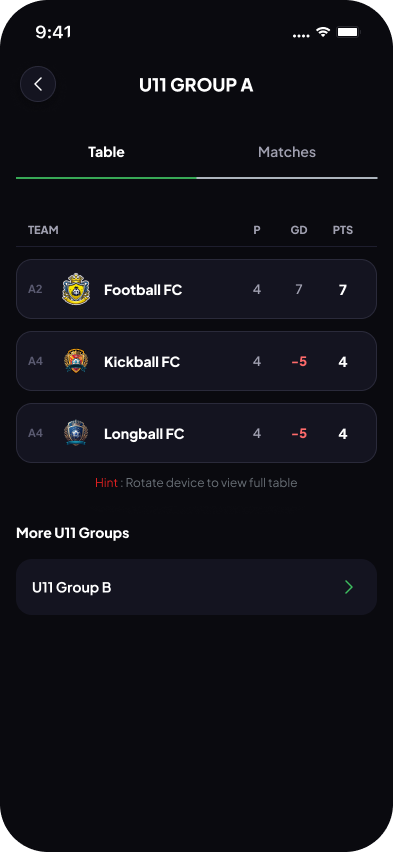 9:41
U11 GROUP A
Table Matches
TEAM P GD PTS
A2 Football FC 4 7 7
A4 Kickball FC 4 -5 4
A4 Longball FC 4 -5 4
Hint : Rotate device to view full table
More U11 Groups
U11 Group B